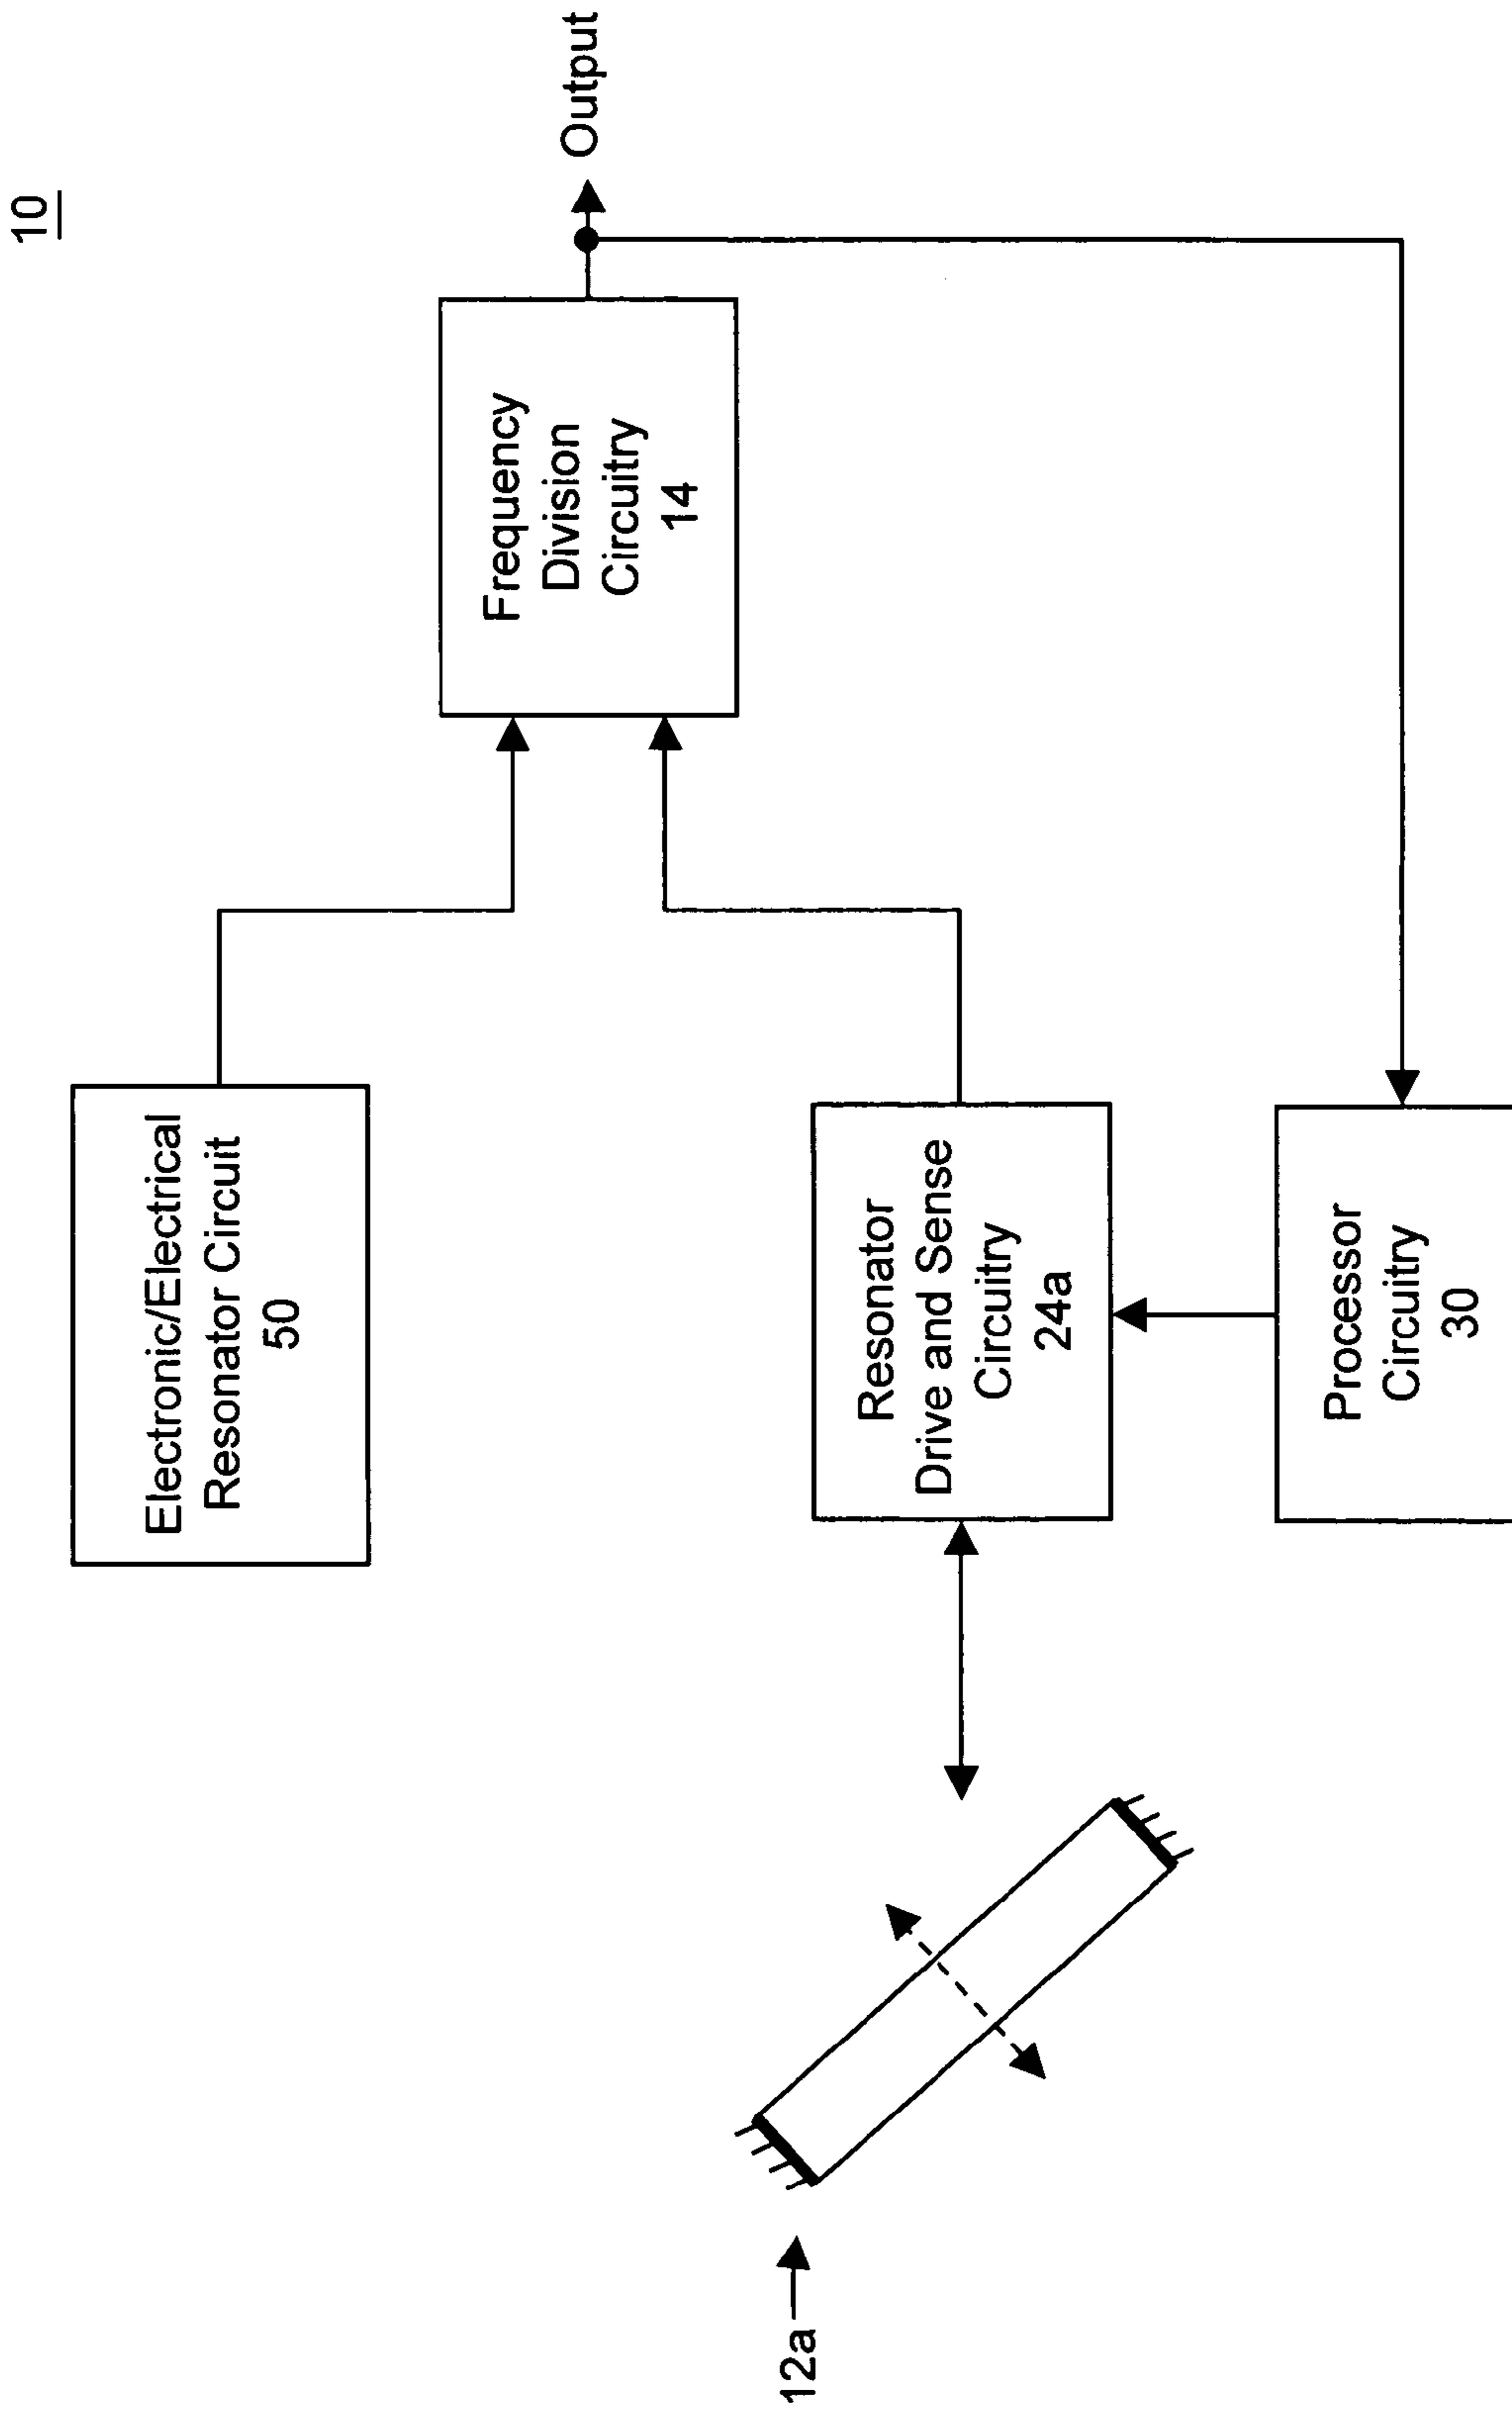 10
Electronic/Electrical
Resonator Circuit
50
Frequency
Division
Circuitry
14
Output
12a
Resonator
Drive and Sense
Circuitry
24a
Processor
Circuitry
30